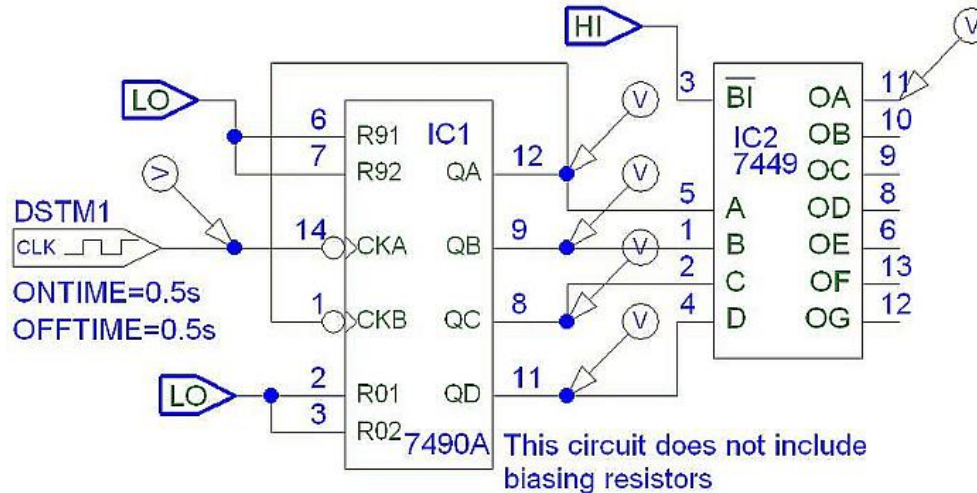 HI
V
LO
6 R91 IC1
7 R92 QA 12
V
3 BI OA 11
IC2 OB 10
7449 OC 9
5 A OD 8
1 B OE 6
2 C OF 13
4 D OG 12
V
DSTM1
CLK
14 CKA QB 9
V
V
ONTIME=0.5s
OFFTIME=0.5s
1 CKB QC 8
V
LO
2 R01 QD 11
3 R02
7490A
This circuit does not include
biasing resistors